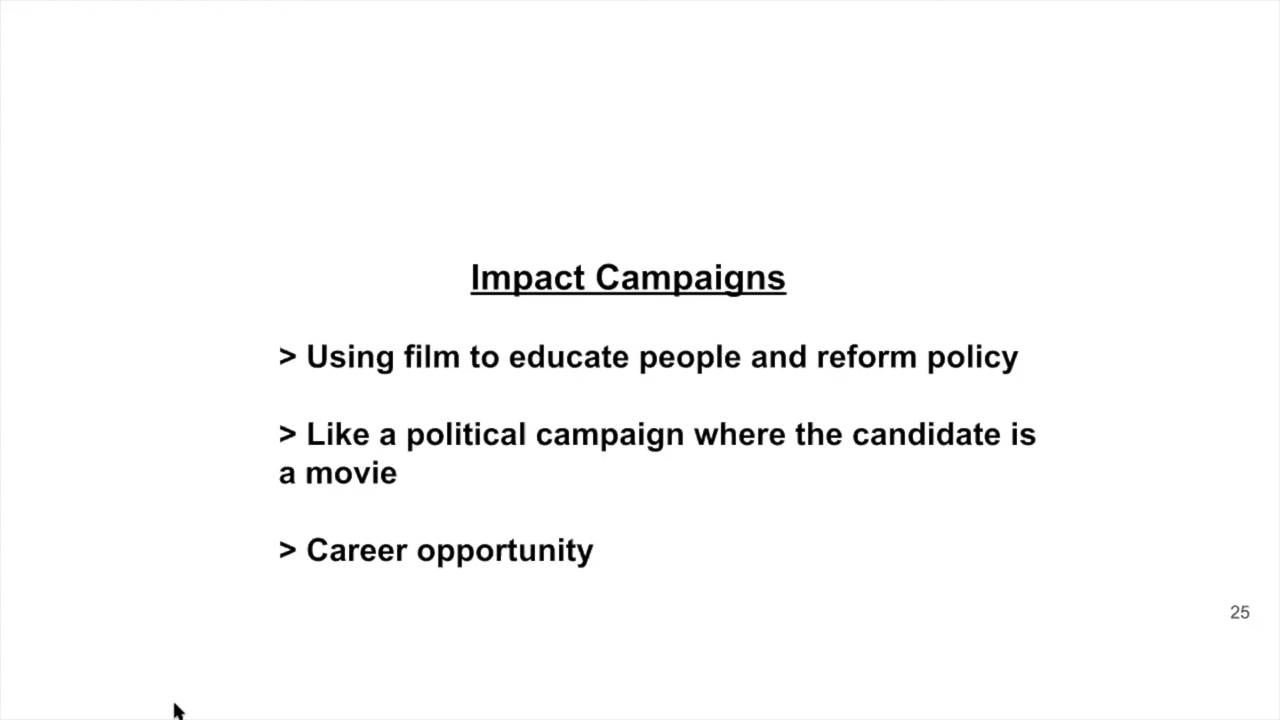 Impact Campaigns
> Using film to educate people and reform policy
> Like a political campaign where the candidate is
a movie
> Career opportunity
25